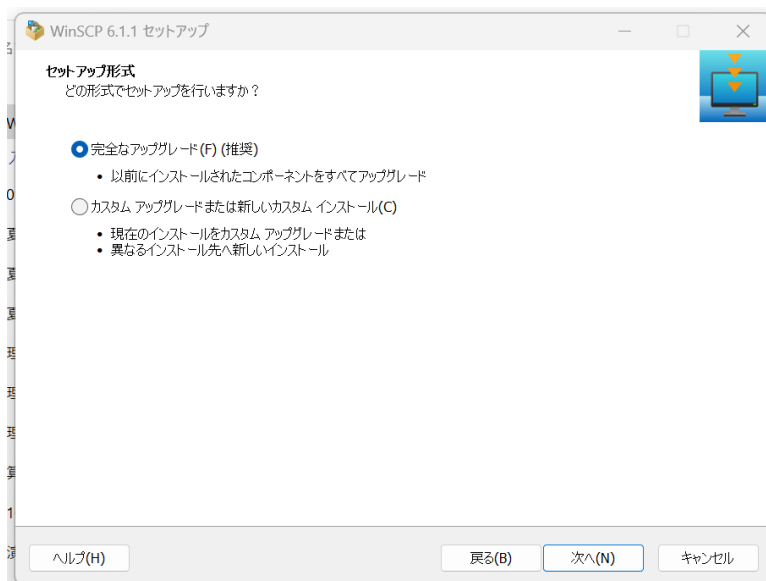 WinSCP 6.1.1 セットアップ
セットアップ形式
どの形式でセットアップを行いますか？
完全なアップグレード(F) (推奨)
• 以前にインストールされたコンポーネントをすべてアップグレード
カスタム アップグレードまたは新しいカスタム インストール(C)
• 現在のインストールをカスタム アップグレードまたは
• 異なるインストール先へ新しいインストール
ヘルプ(H)
戻る(B)
次へ(N)
キャンセル